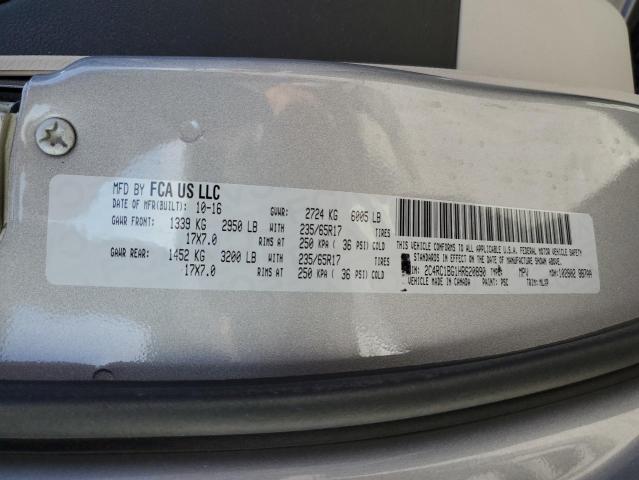 MFD BY FCA US LLC
DATE OF MFR(BUILT): 10-16 GVWR: 2724 KG 6005 LB
GAWR FRONT: 1339 KG 2950 LB WITH 235/65R17 TIRES
17X7.0 RIMS AT 250 KPA ( 36 PSI) COLD
GAWR REAR: 1452 KG 3200 LB WITH 235/65R17 TIRES
17X7.0 RIMS AT 250 KPA ( 36 PSI) COLD
THIS VEHICLE CONFORMS TO ALL APPLICABLE U.S.A. FEDERAL MOTOR VEHICLE SAFETY
STANDARDS IN EFFECT ON THE DATE OF MANUFACTURE SHOWN ABOVE.
2C4RC1BG1HR620890 MPV MDH:
VEHICLE MADE IN CANADA PAINT: PSC TRIM: